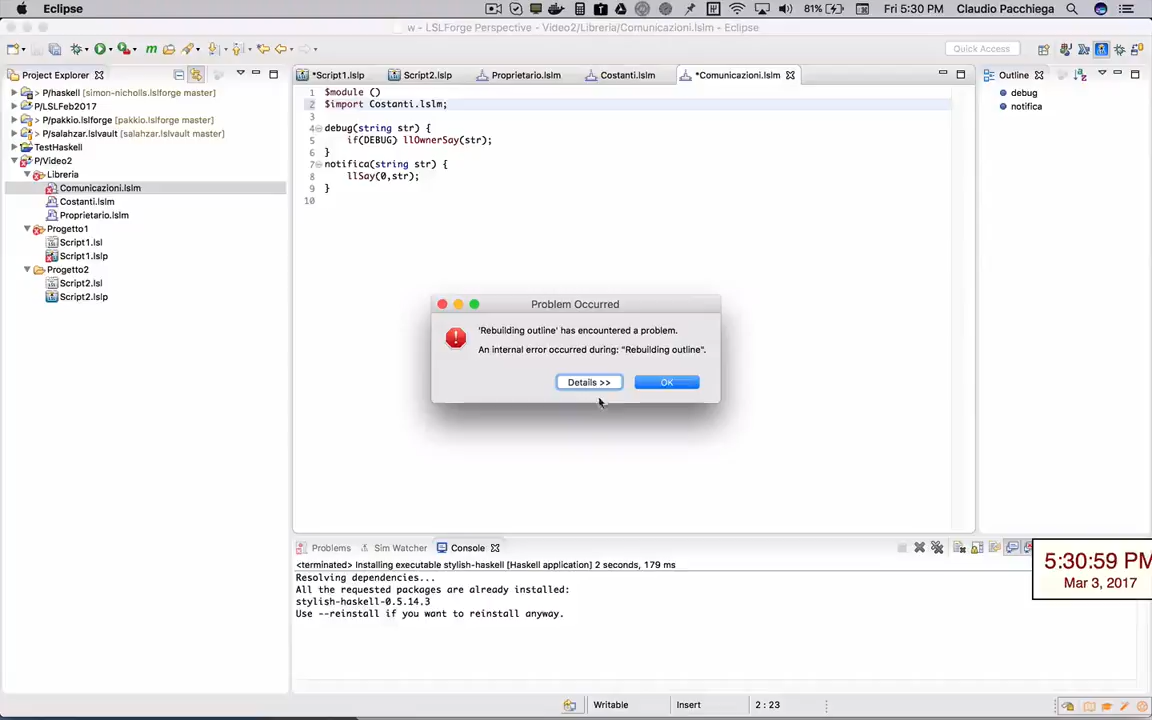 Eclipse
81%
Fri 5:30 PM
Claudio Pacchiega
w - LSLForge Perspective - Video2/Libreria/Comunicazioni.lslm - Eclipse
Quick Access
Project Explorer
*Script1.lslp
Script2.lslp
Proprietario.lslm
Costanti.lslm
*Comunicazioni.lslm
Outline
P/haskell [simon-nicholls.lslforge master]
P/LSLFeb2017
> P/pakkio.lslforge [pakkio.lslforge master]
> P/salahzar.lslvault [salahzar.lslvault master]
TestHaskell
P/Video2
Libreria
Comunicazioni.lslm
Costanti.lslm
Proprietario.lslm
Progetto1
Script1.lsl
Script1.lslp
Progetto2
Script2.lsl
Script2.lslp
1 $module ()
2 $import Costanti.lslm;
3
4 debug(string str) {
5 if(DEBUG) llOwnerSay(str);
6 }
7 notifica(string str) {
8 llSay(0,str);
9 }
10
debug
notifica
Problem Occurred
'Rebuilding outline' has encountered a problem.
An internal error occurred during: "Rebuilding outline".
Details >>
OK
Problems
Sim Watcher
Console
<terminated> Installing executable stylish-haskell [Haskell application] 2 seconds, 179 ms
Resolving dependencies...
All the requested packages are already installed:
stylish-haskell-0.5.14.3
Use --reinstall if you want to reinstall anyway.
5:30:59 PM
Mar 3, 2017
Writable
Insert
2 : 23